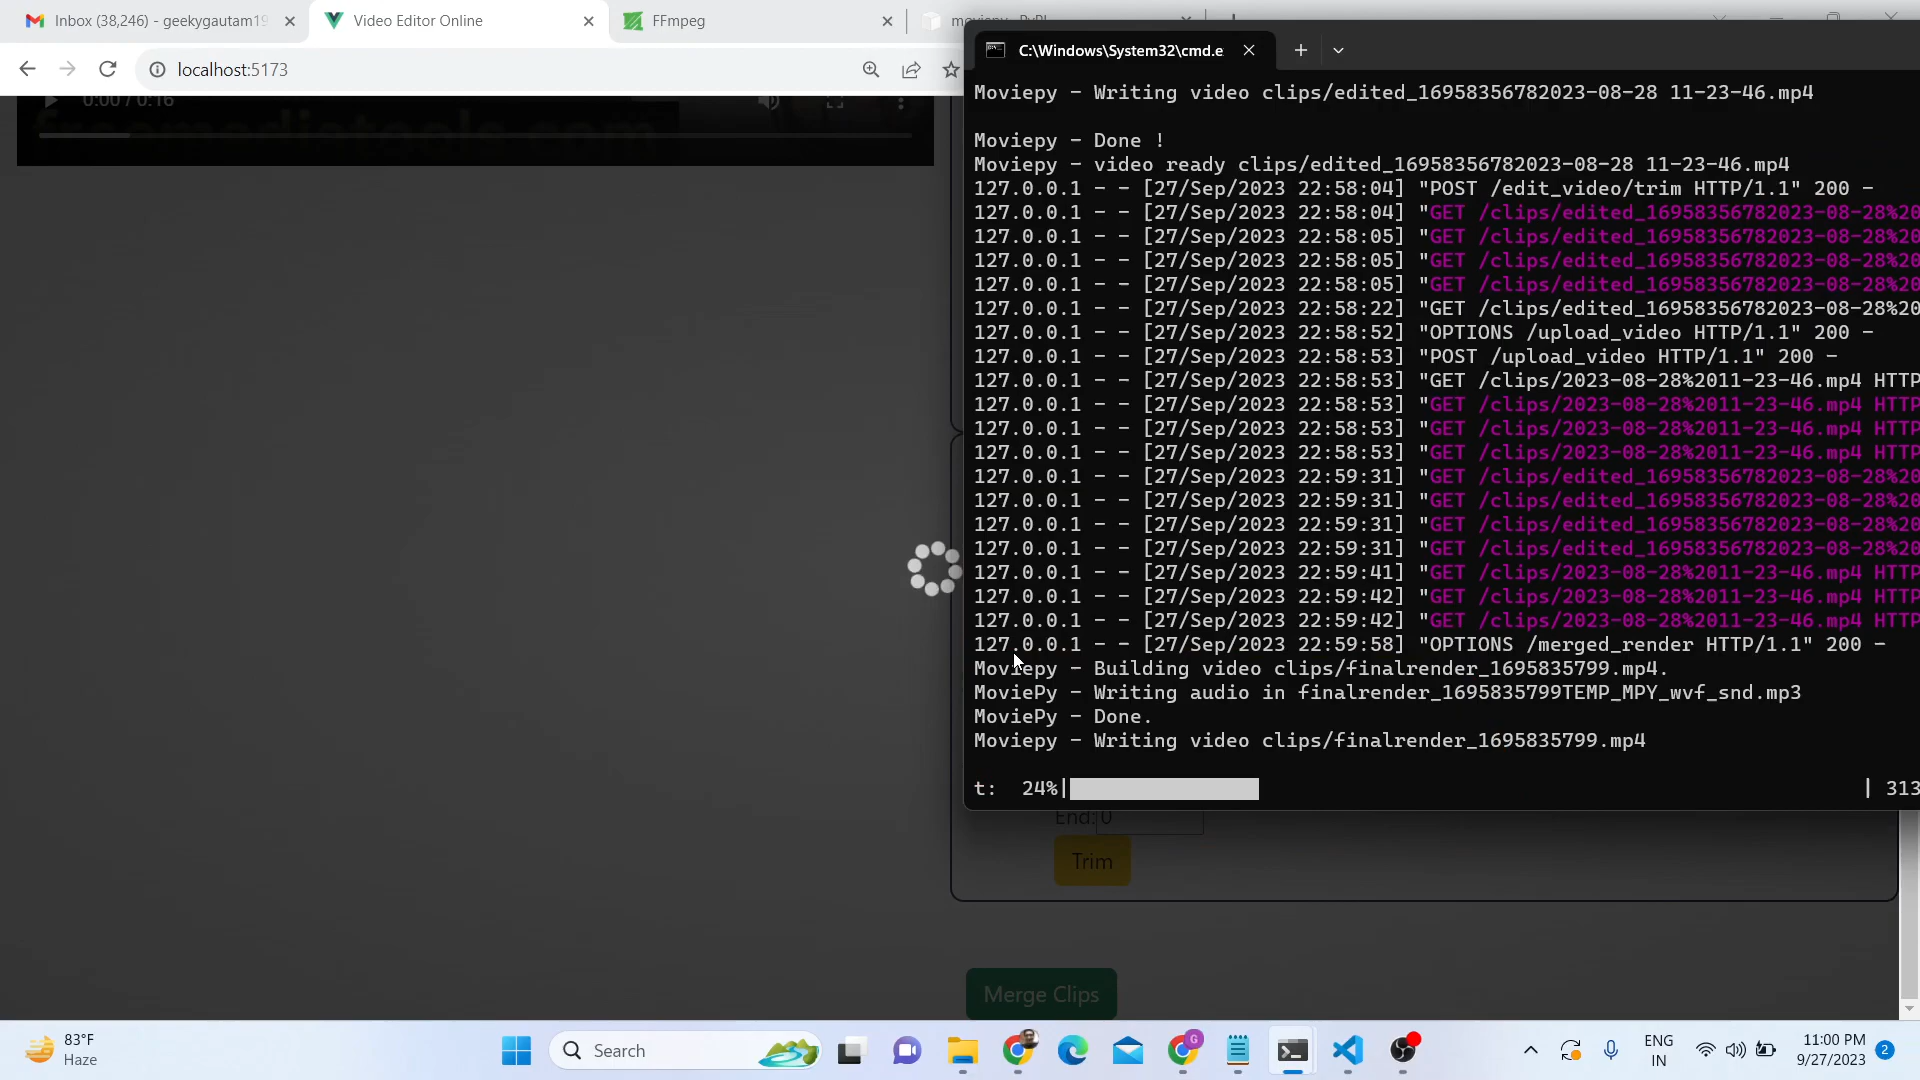 Inbox (38,246) - geekygautam19
Video Editor Online
FFmpeg
localhost:5173
0:00 / 0:16
freemediatools.com
C:\Windows\System32\cmd.e
Moviepy - Writing video clips/edited_16958356782023-08-28 11-23-46.mp4
Moviepy - Done !
Moviepy - video ready clips/edited_16958356782023-08-28 11-23-46.mp4
127.0.0.1 - - [27/Sep/2023 22:58:04] "POST /edit_video/trim HTTP/1.1" 200 -
127.0.0.1 - - [27/Sep/2023 22:58:04] "GET /clips/edited_16958356782023-08-28%20
127.0.0.1 - - [27/Sep/2023 22:58:05] "GET /clips/edited_16958356782023-08-28%20
127.0.0.1 - - [27/Sep/2023 22:58:05] "GET /clips/edited_16958356782023-08-28%20
127.0.0.1 - - [27/Sep/2023 22:58:05] "GET /clips/edited_16958356782023-08-28%20
127.0.0.1 - - [27/Sep/2023 22:58:22] "GET /clips/edited_16958356782023-08-28%20
127.0.0.1 - - [27/Sep/2023 22:58:52] "OPTIONS /upload_video HTTP/1.1" 200 -
127.0.0.1 - - [27/Sep/2023 22:58:53] "POST /upload_video HTTP/1.1" 200 -
127.0.0.1 - - [27/Sep/2023 22:58:53] "GET /clips/2023-08-28%2011-23-46.mp4 HTTP
127.0.0.1 - - [27/Sep/2023 22:58:53] "GET /clips/2023-08-28%2011-23-46.mp4 HTTP
127.0.0.1 - - [27/Sep/2023 22:58:53] "GET /clips/2023-08-28%2011-23-46.mp4 HTTP
127.0.0.1 - - [27/Sep/2023 22:58:53] "GET /clips/2023-08-28%2011-23-46.mp4 HTTP
127.0.0.1 - - [27/Sep/2023 22:59:31] "GET /clips/edited_16958356782023-08-28%20
127.0.0.1 - - [27/Sep/2023 22:59:31] "GET /clips/edited_16958356782023-08-28%20
127.0.0.1 - - [27/Sep/2023 22:59:31] "GET /clips/edited_16958356782023-08-28%20
127.0.0.1 - - [27/Sep/2023 22:59:31] "GET /clips/edited_16958356782023-08-28%20
127.0.0.1 - - [27/Sep/2023 22:59:41] "GET /clips/2023-08-28%2011-23-46.mp4 HTTP
127.0.0.1 - - [27/Sep/2023 22:59:42] "GET /clips/2023-08-28%2011-23-46.mp4 HTTP
127.0.0.1 - - [27/Sep/2023 22:59:42] "GET /clips/2023-08-28%2011-23-46.mp4 HTTP
127.0.0.1 - - [27/Sep/2023 22:59:58] "OPTIONS /merged_render HTTP/1.1" 200 -
Moviepy - Building video clips/finalrender_1695835799.mp4.
MoviePy - Writing audio in finalrender_1695835799TEMP_MPY_wvf_snd.mp3
MoviePy - Done.
Moviepy - Writing video clips/finalrender_1695835799.mp4
t: 24%| | 313
End: 0
Trim
Merge Clips
83°F
Haze
Search
ENG
IN
11:00 PM
9/27/2023
2